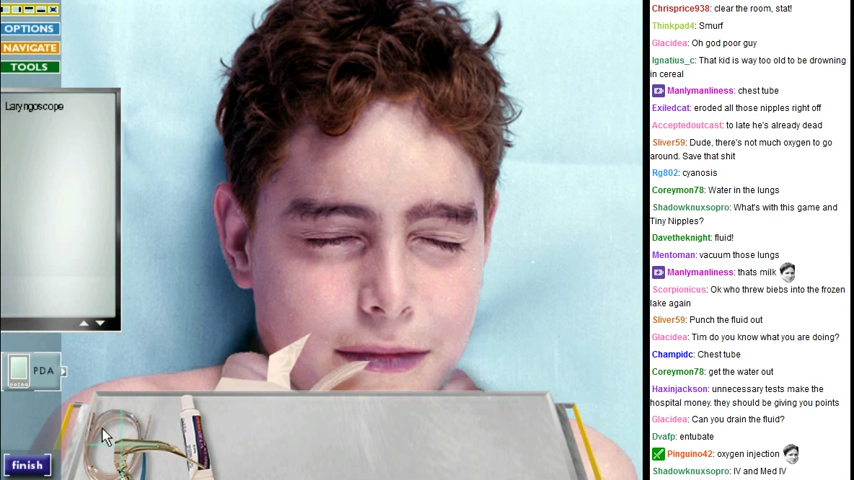 OPTIONS
NAVIGATE
TOOLS
Laryngoscope
PDA
finish
Chrisprice938: clear the room, stat!
Thinkpad4: Smurf
Glacidea: Oh god poor guy
Ignatius_c: That kid is way too old to be drowning
in cereal
Manlymanliness: chest tube
Exiledcat: eroded all those nipples right off
Acceptedoutcast: to late he's already dead
Sliver59: Dude, there's not much oxygen to go
around. Save that shit
Rg802: cyanosis
Coreymon78: Water in the lungs
Shadowknuxsopro: What's with this game and
Tiny Nipples?
Davetheknight: fluid!
Mentoman: vacuum those lungs
Manlymanliness: thats milk
Scorpionicus: Ok who threw biebs into the frozen
lake again
Sliver59: Punch the fluid out
Glacidea: Tim do you know what you are doing?
Champidc: Chest tube
Coreymon78: get the water out
Haxinjackson: unnecessary tests make the
hospital money. they should be giving you points
Glacidea: Can you drain the fluid?
Dvafp: entubate
Pinguino42: oxygen injection
Shadowknuxsopro: IV and Med IV